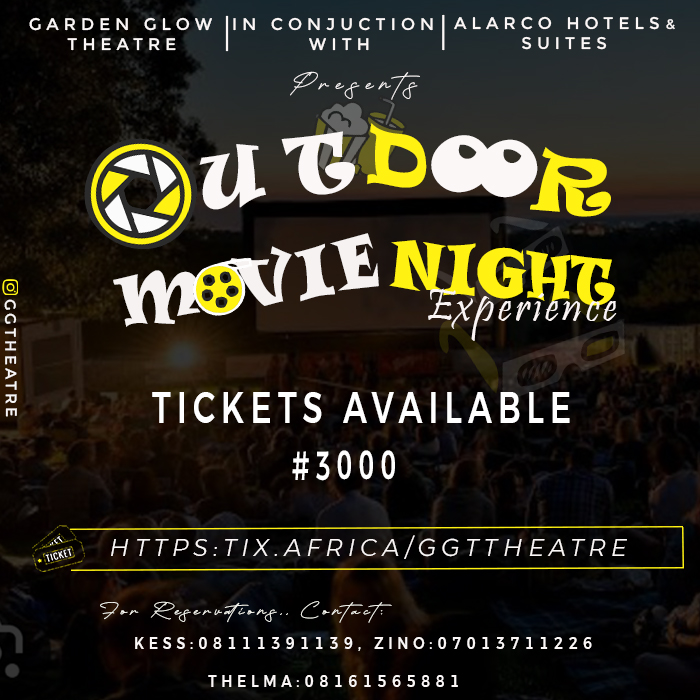 GARDEN GLOW THEATRE
IN CONJUCTION WITH
ALARCO HOTELS & SUITES
Presents
OUTDOOR
MOVIE NIGHT
Experience
GGTHEATRE
TICKETS AVAILABLE
#3000
TICKET
HTTPS:TIX.AFRICA/GGTTHEATRE
For Reservations.. Contact:
KESS:08111391139, ZINO:07013711226
THELMA:08161565881